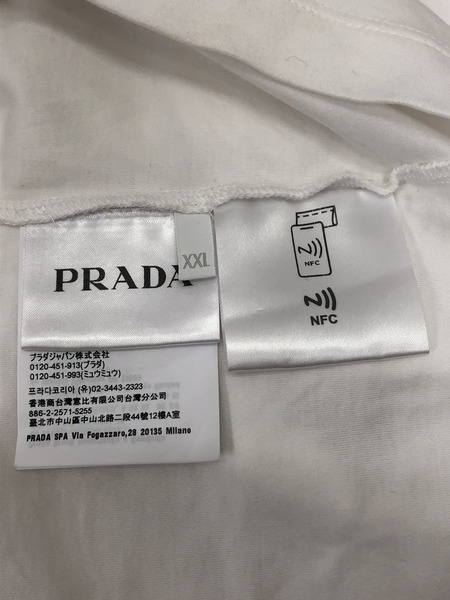 PRADA
XXL
プラダジャパン株式会社
0120-451-913(プラダ)
0120-451-993(ミュウミュウ)
프라다코리아 (유)02-3443-2323
香港商台灣意比有限公司台灣分公司
886-2-2571-5255
臺北市中山區中山北路二段44號12樓A室
PRADA SPA Via Fogazzaro,28 20135 Milano
NFC
NFC